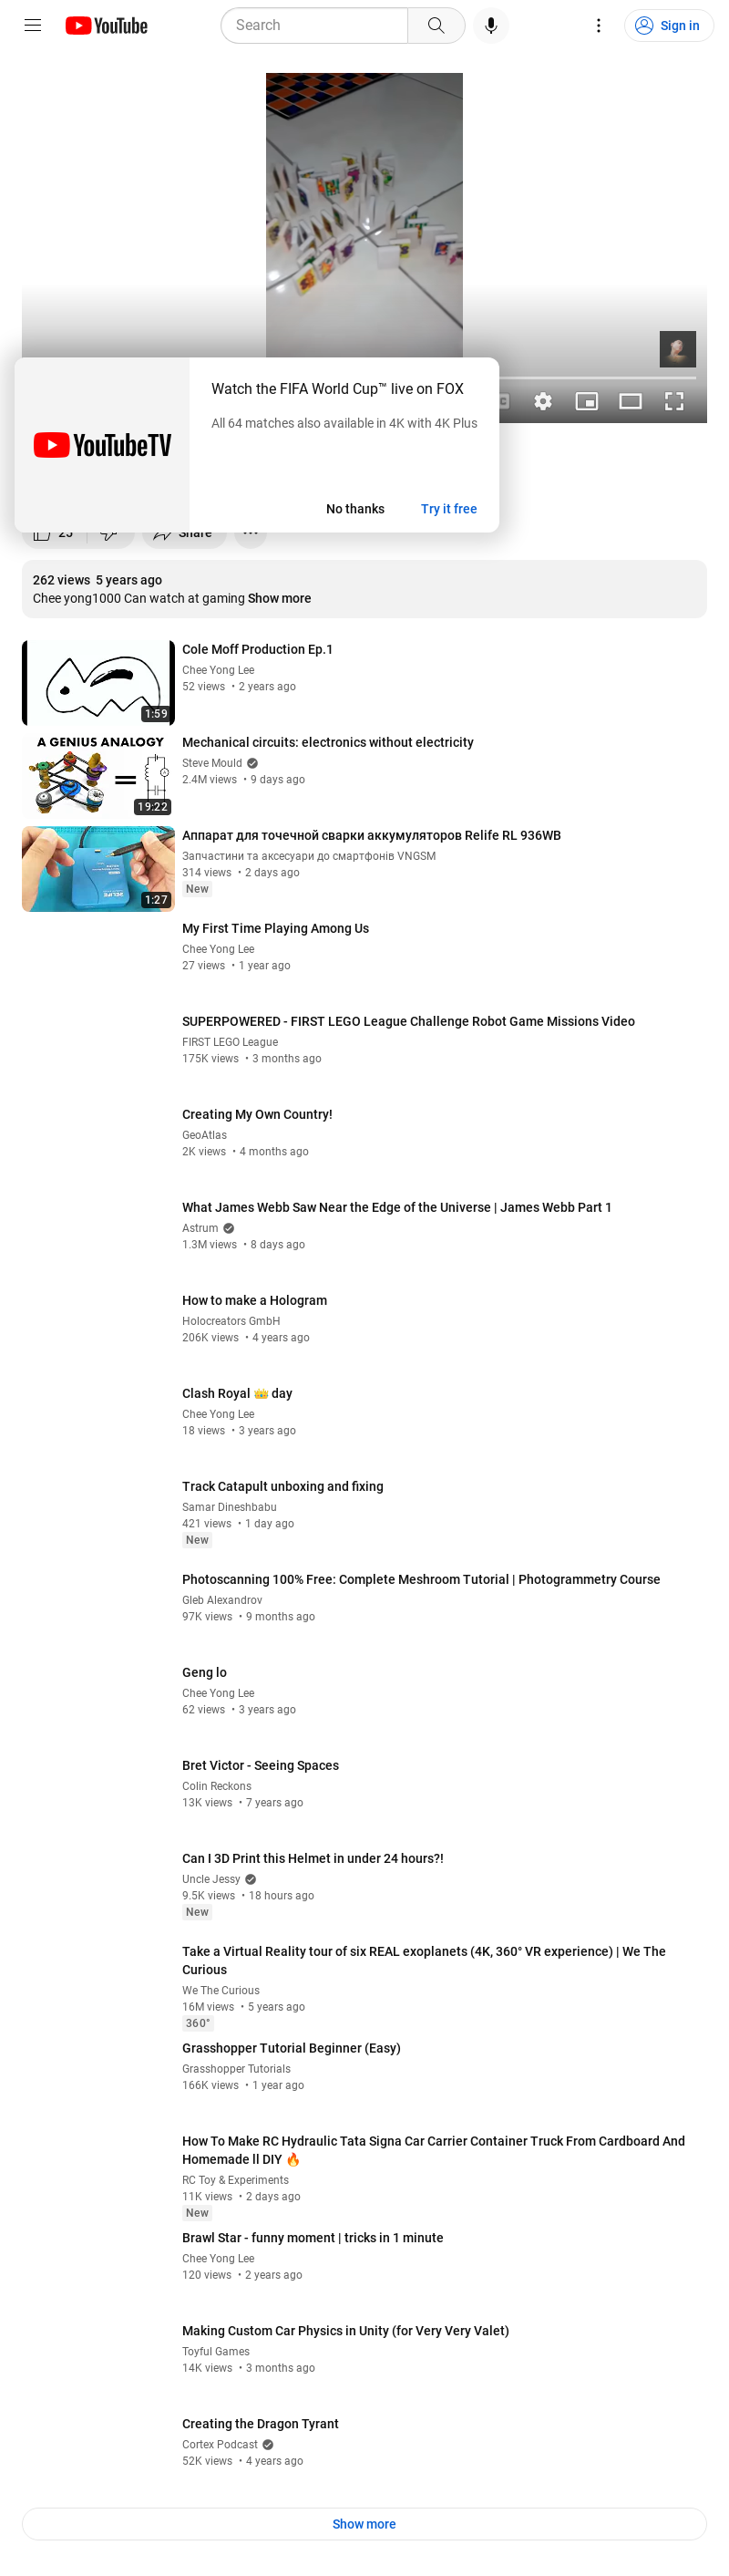 YouTube
Search
Sign in
Watch the FIFA World Cup™ live on FOX
All 64 matches also available in 4K with 4K Plus
YouTubeTV
No thanks
Try it free
25
Share
262 views 5 years ago
Chee yong1000 Can watch at gaming Show more
Cole Moff Production Ep.1
Chee Yong Lee
52 views • 2 years ago
1:59
A GENIUS ANALOGY
Mechanical circuits: electronics without electricity
Steve Mould
2.4M views • 9 days ago
19:22
Аппарат для точечной сварки аккумуляторов Relife RL 936WB
Запчастини та аксесуари до смартфонів VNGSM
314 views • 2 days ago
New
1:27
My First Time Playing Among Us
Chee Yong Lee
27 views • 1 year ago
SUPERPOWERED - FIRST LEGO League Challenge Robot Game Missions Video
FIRST LEGO League
175K views • 3 months ago
Creating My Own Country!
GeoAtlas
2K views • 4 months ago
What James Webb Saw Near the Edge of the Universe | James Webb Part 1
Astrum
1.3M views • 8 days ago
How to make a Hologram
Holocreators GmbH
206K views • 4 years ago
Clash Royal 👑 day
Chee Yong Lee
18 views • 3 years ago
Track Catapult unboxing and fixing
Samar Dineshbabu
421 views • 1 day ago
New
Photoscanning 100% Free: Complete Meshroom Tutorial | Photogrammetry Course
Gleb Alexandrov
97K views • 9 months ago
Geng lo
Chee Yong Lee
62 views • 3 years ago
Bret Victor - Seeing Spaces
Colin Reckons
13K views • 7 years ago
Can I 3D Print this Helmet in under 24 hours?!
Uncle Jessy
9.5K views • 18 hours ago
New
Take a Virtual Reality tour of six REAL exoplanets (4K, 360° VR experience) | We The
Curious
We The Curious
16M views • 5 years ago
360°
Grasshopper Tutorial Beginner (Easy)
Grasshopper Tutorials
166K views • 1 year ago
How To Make RC Hydraulic Tata Signa Car Carrier Container Truck From Cardboard And
Homemade ll DIY 🔥
RC Toy & Experiments
11K views • 2 days ago
New
Brawl Star - funny moment | tricks in 1 minute
Chee Yong Lee
120 views • 2 years ago
Making Custom Car Physics in Unity (for Very Very Valet)
Toyful Games
14K views • 3 months ago
Creating the Dragon Tyrant
Cortex Podcast
52K views • 4 years ago
Show more